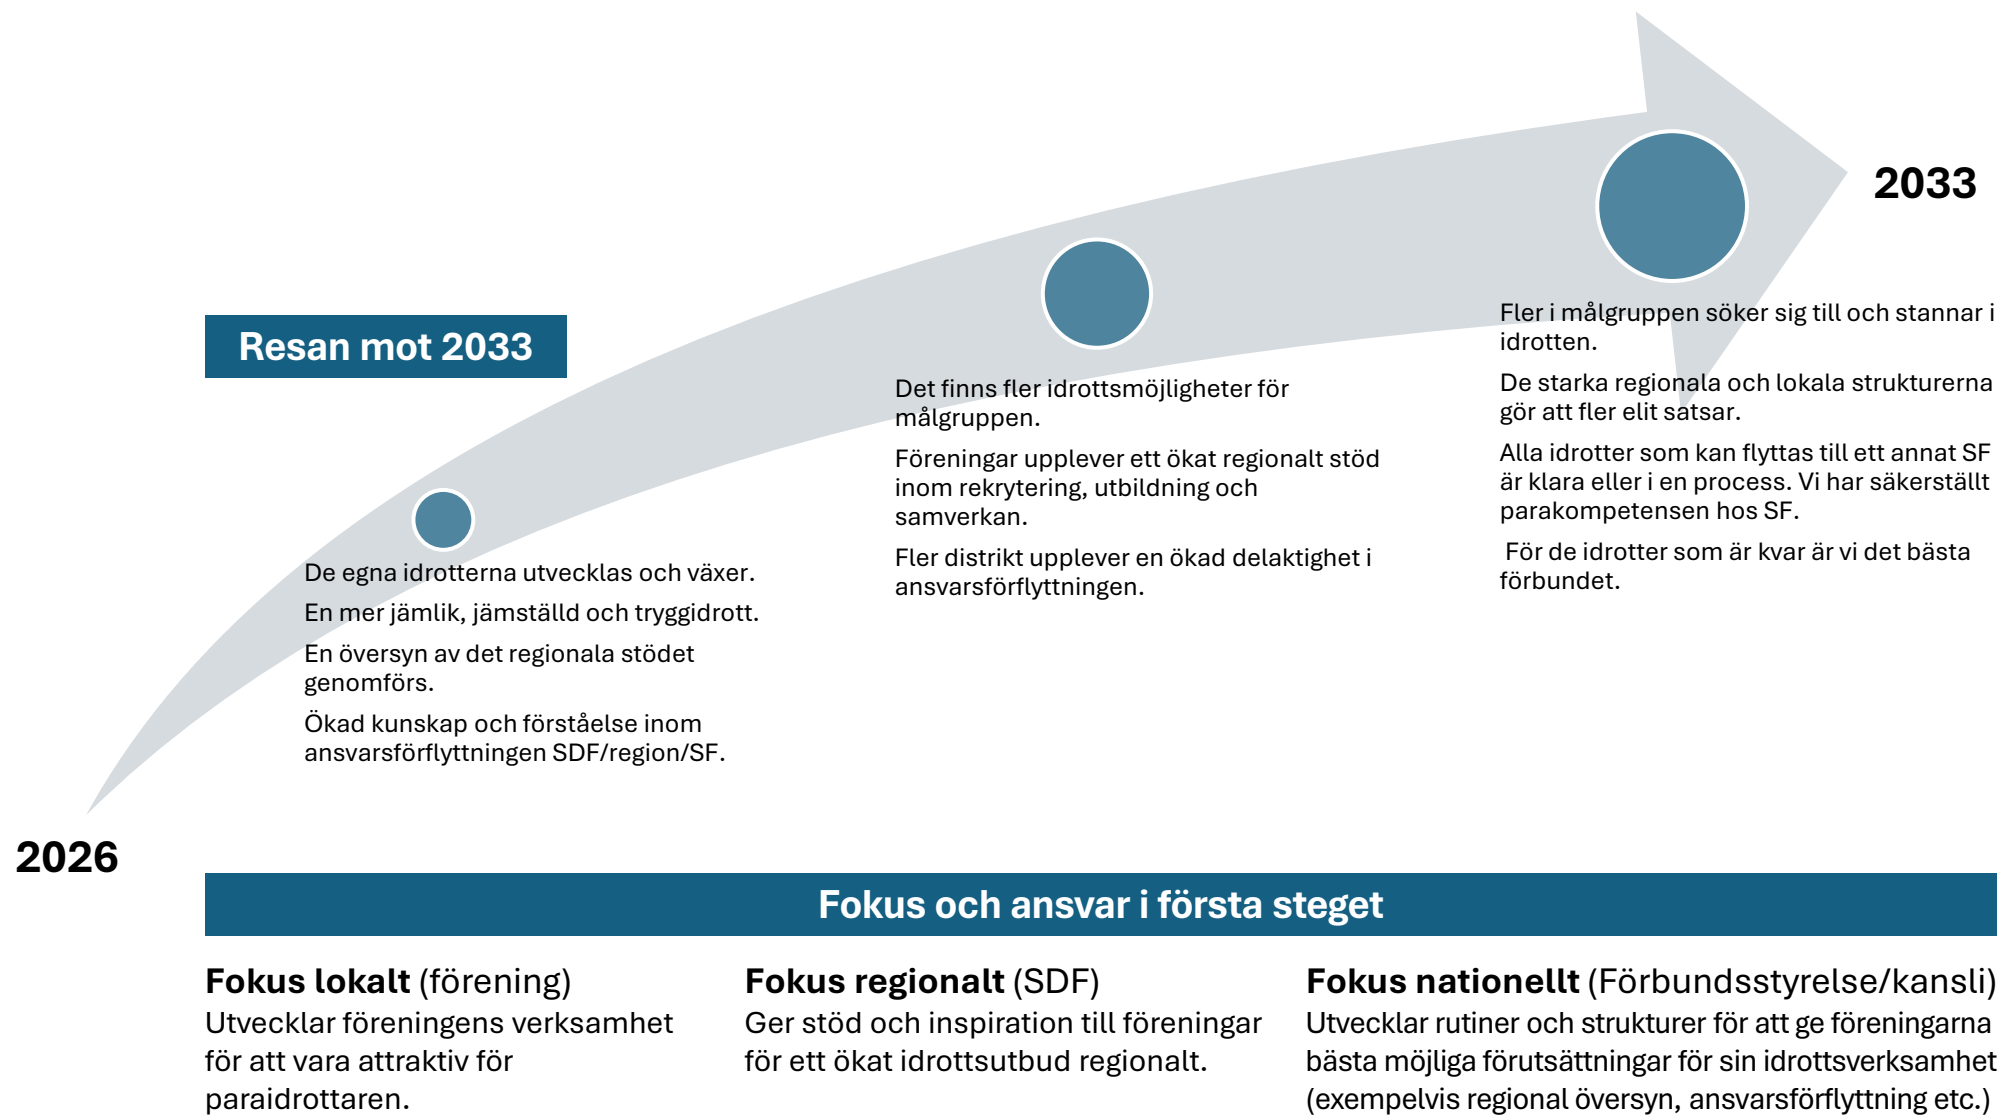 2033
Resan mot 2033
Fler i målgruppen söker sig till och stannar i
idrotten.
De starka regionala och lokala strukturerna
gör att fler elit satsar.
Alla idrotter som kan flyttas till ett annat SF
är klara eller i en process. Vi har säkerställt
parakompetensen hos SF.
För de idrotter som är kvar är vi det bästa
förbundet.
Det finns fler idrottsmöjligheter för
målgruppen.
Föreningar upplever ett ökat regionalt stöd
inom rekrytering, utbildning och
samverkan.
Fler distrikt upplever en ökad delaktighet i
ansvarsförflyttningen.
De egna idrotterna utvecklas och växer.
En mer jämlik, jämställd och tryggidrott.
En översyn av det regionala stödet
genomförs.
Ökad kunskap och förståelse inom
ansvarsförflyttningen SDF/region/SF.
2026
Fokus och ansvar i första steget
Fokus lokalt (förening)
Utvecklar föreningens verksamhet
för att vara attraktiv för
paraidrottaren.
Fokus regionalt (SDF)
Ger stöd och inspiration till föreningar
för ett ökat idrottsutbud regionalt.
Fokus nationellt (Förbundsstyrelse/kansli)
Utvecklar rutiner och strukturer för att ge föreningarna
bästa möjliga förutsättningar för sin idrottsverksamhet
(exempelvis regional översyn, ansvarsförflyttning etc.)